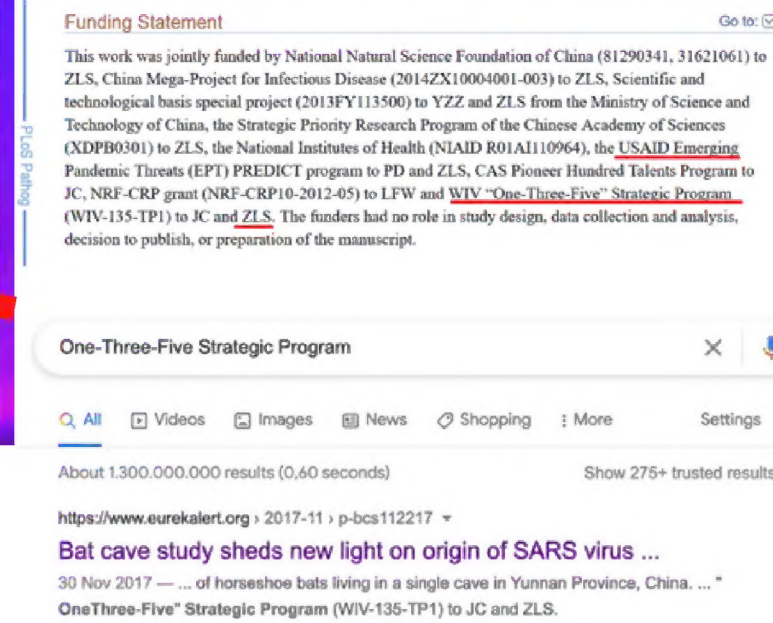 Funding Statement
Go to:
This work was jointly funded by National Natural Science Foundation of China (81290341, 31621061) to
ZLS, China Mega-Project for Infectious Disease (2014ZX10004001-003) to ZLS, Scientific and
technological basis special project (2013FY113500) to YZZ and ZLS from the Ministry of Science and
Technology of China, the Strategic Priority Research Program of the Chinese Academy of Sciences
(XDPB0301) to ZLS, the National Institutes of Health (NIAID R01AI110964), the USAID Emerging
Pandemic Threats (EPT) PREDICT program to PD and ZLS, CAS Pioneer Hundred Talents Program to
JC, NRF-CRP grant (NRF-CRP10-2012-05) to LFW and WIV “One-Three-Five” Strategic Program
(WIV-135-TP1) to JC and ZLS. The funders had no role in study design, data collection and analysis,
decision to publish, or preparation of the manuscript.
PLoS Pathog
One-Three-Five Strategic Program
All Videos Images News Shopping More Settings
About 1.300.000.000 results (0,60 seconds)
Show 275+ trusted results
https://www.eurekalert.org › 2017-11 › p-bcs112217
Bat cave study sheds new light on origin of SARS virus ...
30 Nov 2017 — ... of horseshoe bats living in a single cave in Yunnan Province, China. ... "
OneThree-Five" Strategic Program (WIV-135-TP1) to JC and ZLS.